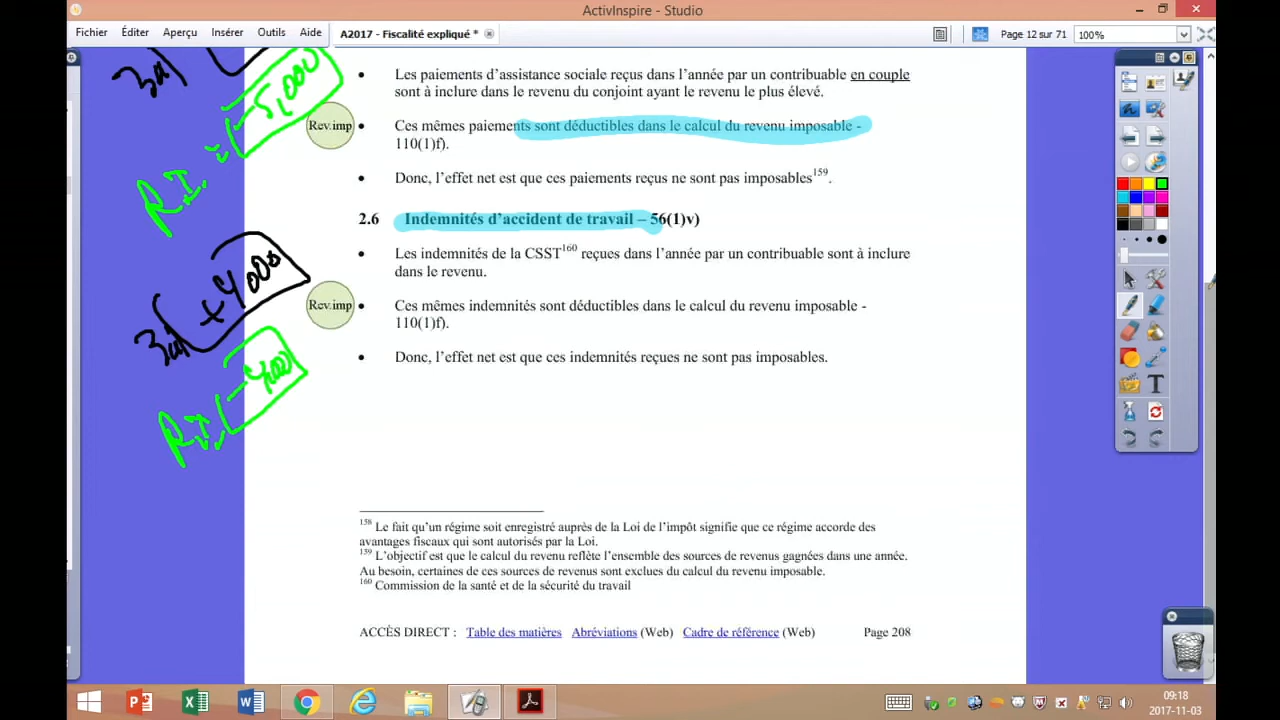 ActivInspire - Studio
Fichier Éditer Aperçu Insérer Outils Aide
A2017 - Fiscalité expliqué *
Page 12 sur 71
100%
3a)
-5,000
• Les paiements d’assistance sociale reçus dans l’année par un contribuable en couple
sont à inclure dans le revenu du conjoint ayant le revenu le plus élevé.
Rev.imp • Ces mêmes paiements sont déductibles dans le calcul du revenu imposable -
110(1)f).
• Donc, l’effet net est que ces paiements reçus ne sont pas imposables159.
R.I.
2.6 Indemnités d’accident de travail – 56(1)v)
• Les indemnités de la CSST160 reçues dans l’année par un contribuable sont à inclure
dans le revenu.
3a) +4,000
Rev.imp • Ces mêmes indemnités sont déductibles dans le calcul du revenu imposable -
110(1)f).
• Donc, l’effet net est que ces indemnités reçues ne sont pas imposables.
R.I. -4,000
158 Le fait qu’un régime soit enregistré auprès de la Loi de l’impôt signifie que ce régime accorde des
avantages fiscaux qui sont autorisés par la Loi.
159 L’objectif est que le calcul du revenu reflète l’ensemble des sources de revenus gagnées dans une année.
Au besoin, certaines de ces sources de revenus sont exclues du calcul du revenu imposable.
160 Commission de la santé et de la sécurité du travail
ACCÈS DIRECT : Table des matières Abréviations (Web) Cadre de référence (Web) Page 208
09:18
2017-11-03